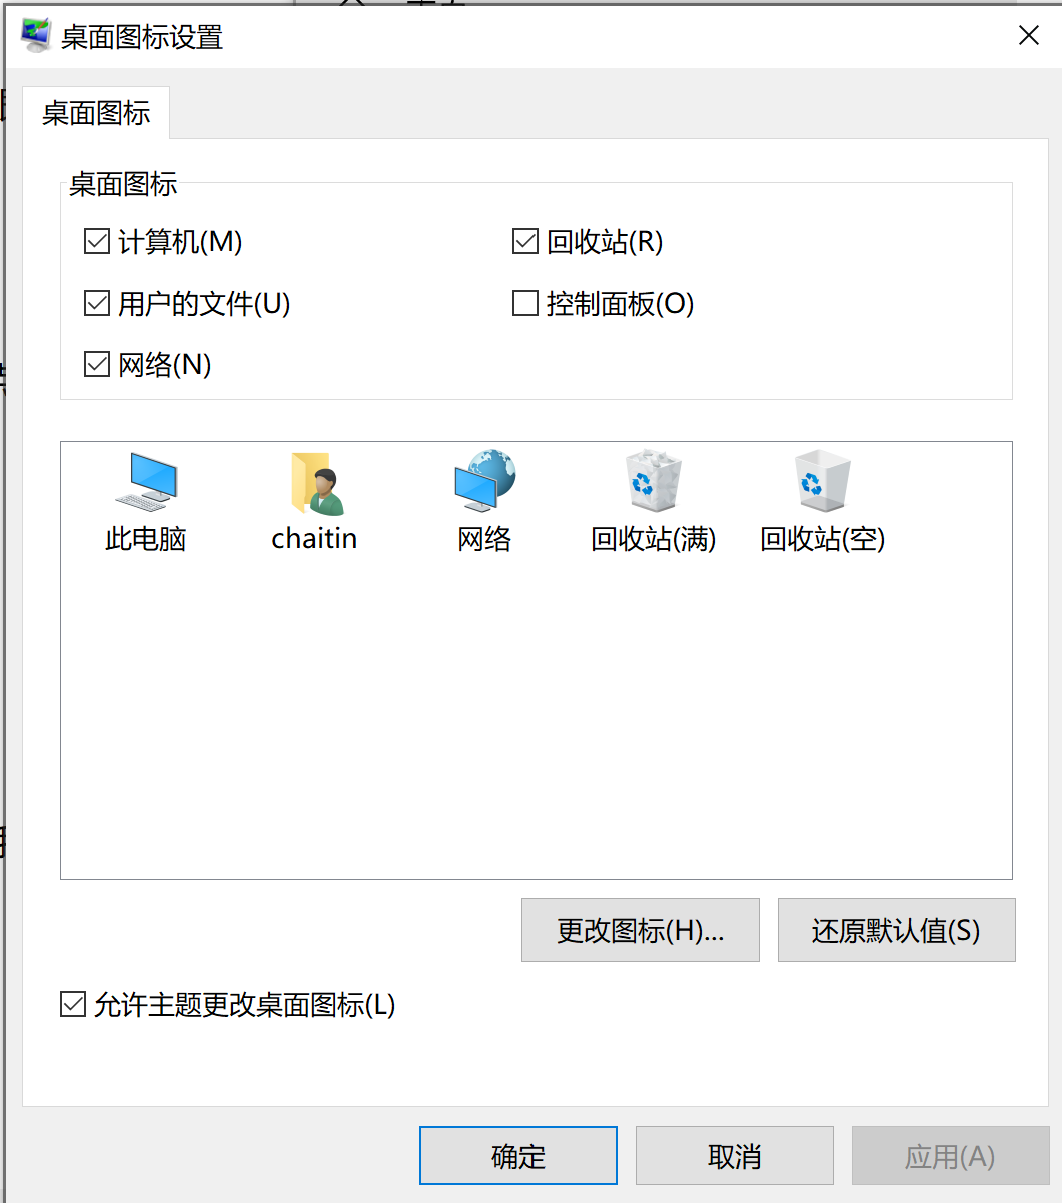 桌面图标设置
桌面图标
桌面图标
计算机(M)
回收站(R)
用户的文件(U)
控制面板(O)
网络(N)
此电脑
chaitin
网络
回收站(满)
回收站(空)
更改图标(H)...
还原默认值(S)
允许主题更改桌面图标(L)
确定
取消
应用(A)